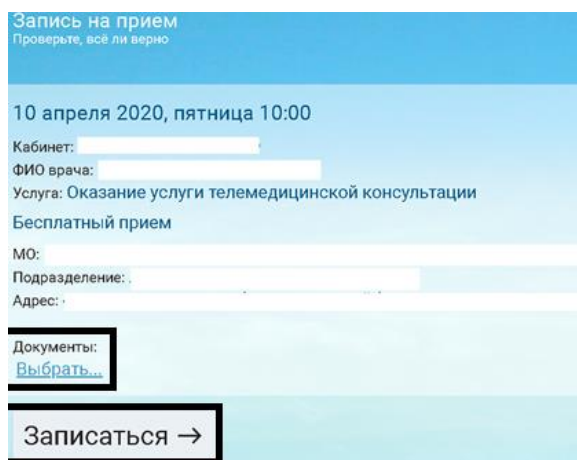 Запись на прием
Проверьте, всё ли верно
10 апреля 2020, пятница 10:00
Кабинет:
ФИО врача:
Услуга: Оказание услуги телемедицинской консультации
Бесплатный прием
МО:
Подразделение:
Адрес:
Документы:
Выбрать...
Записаться →